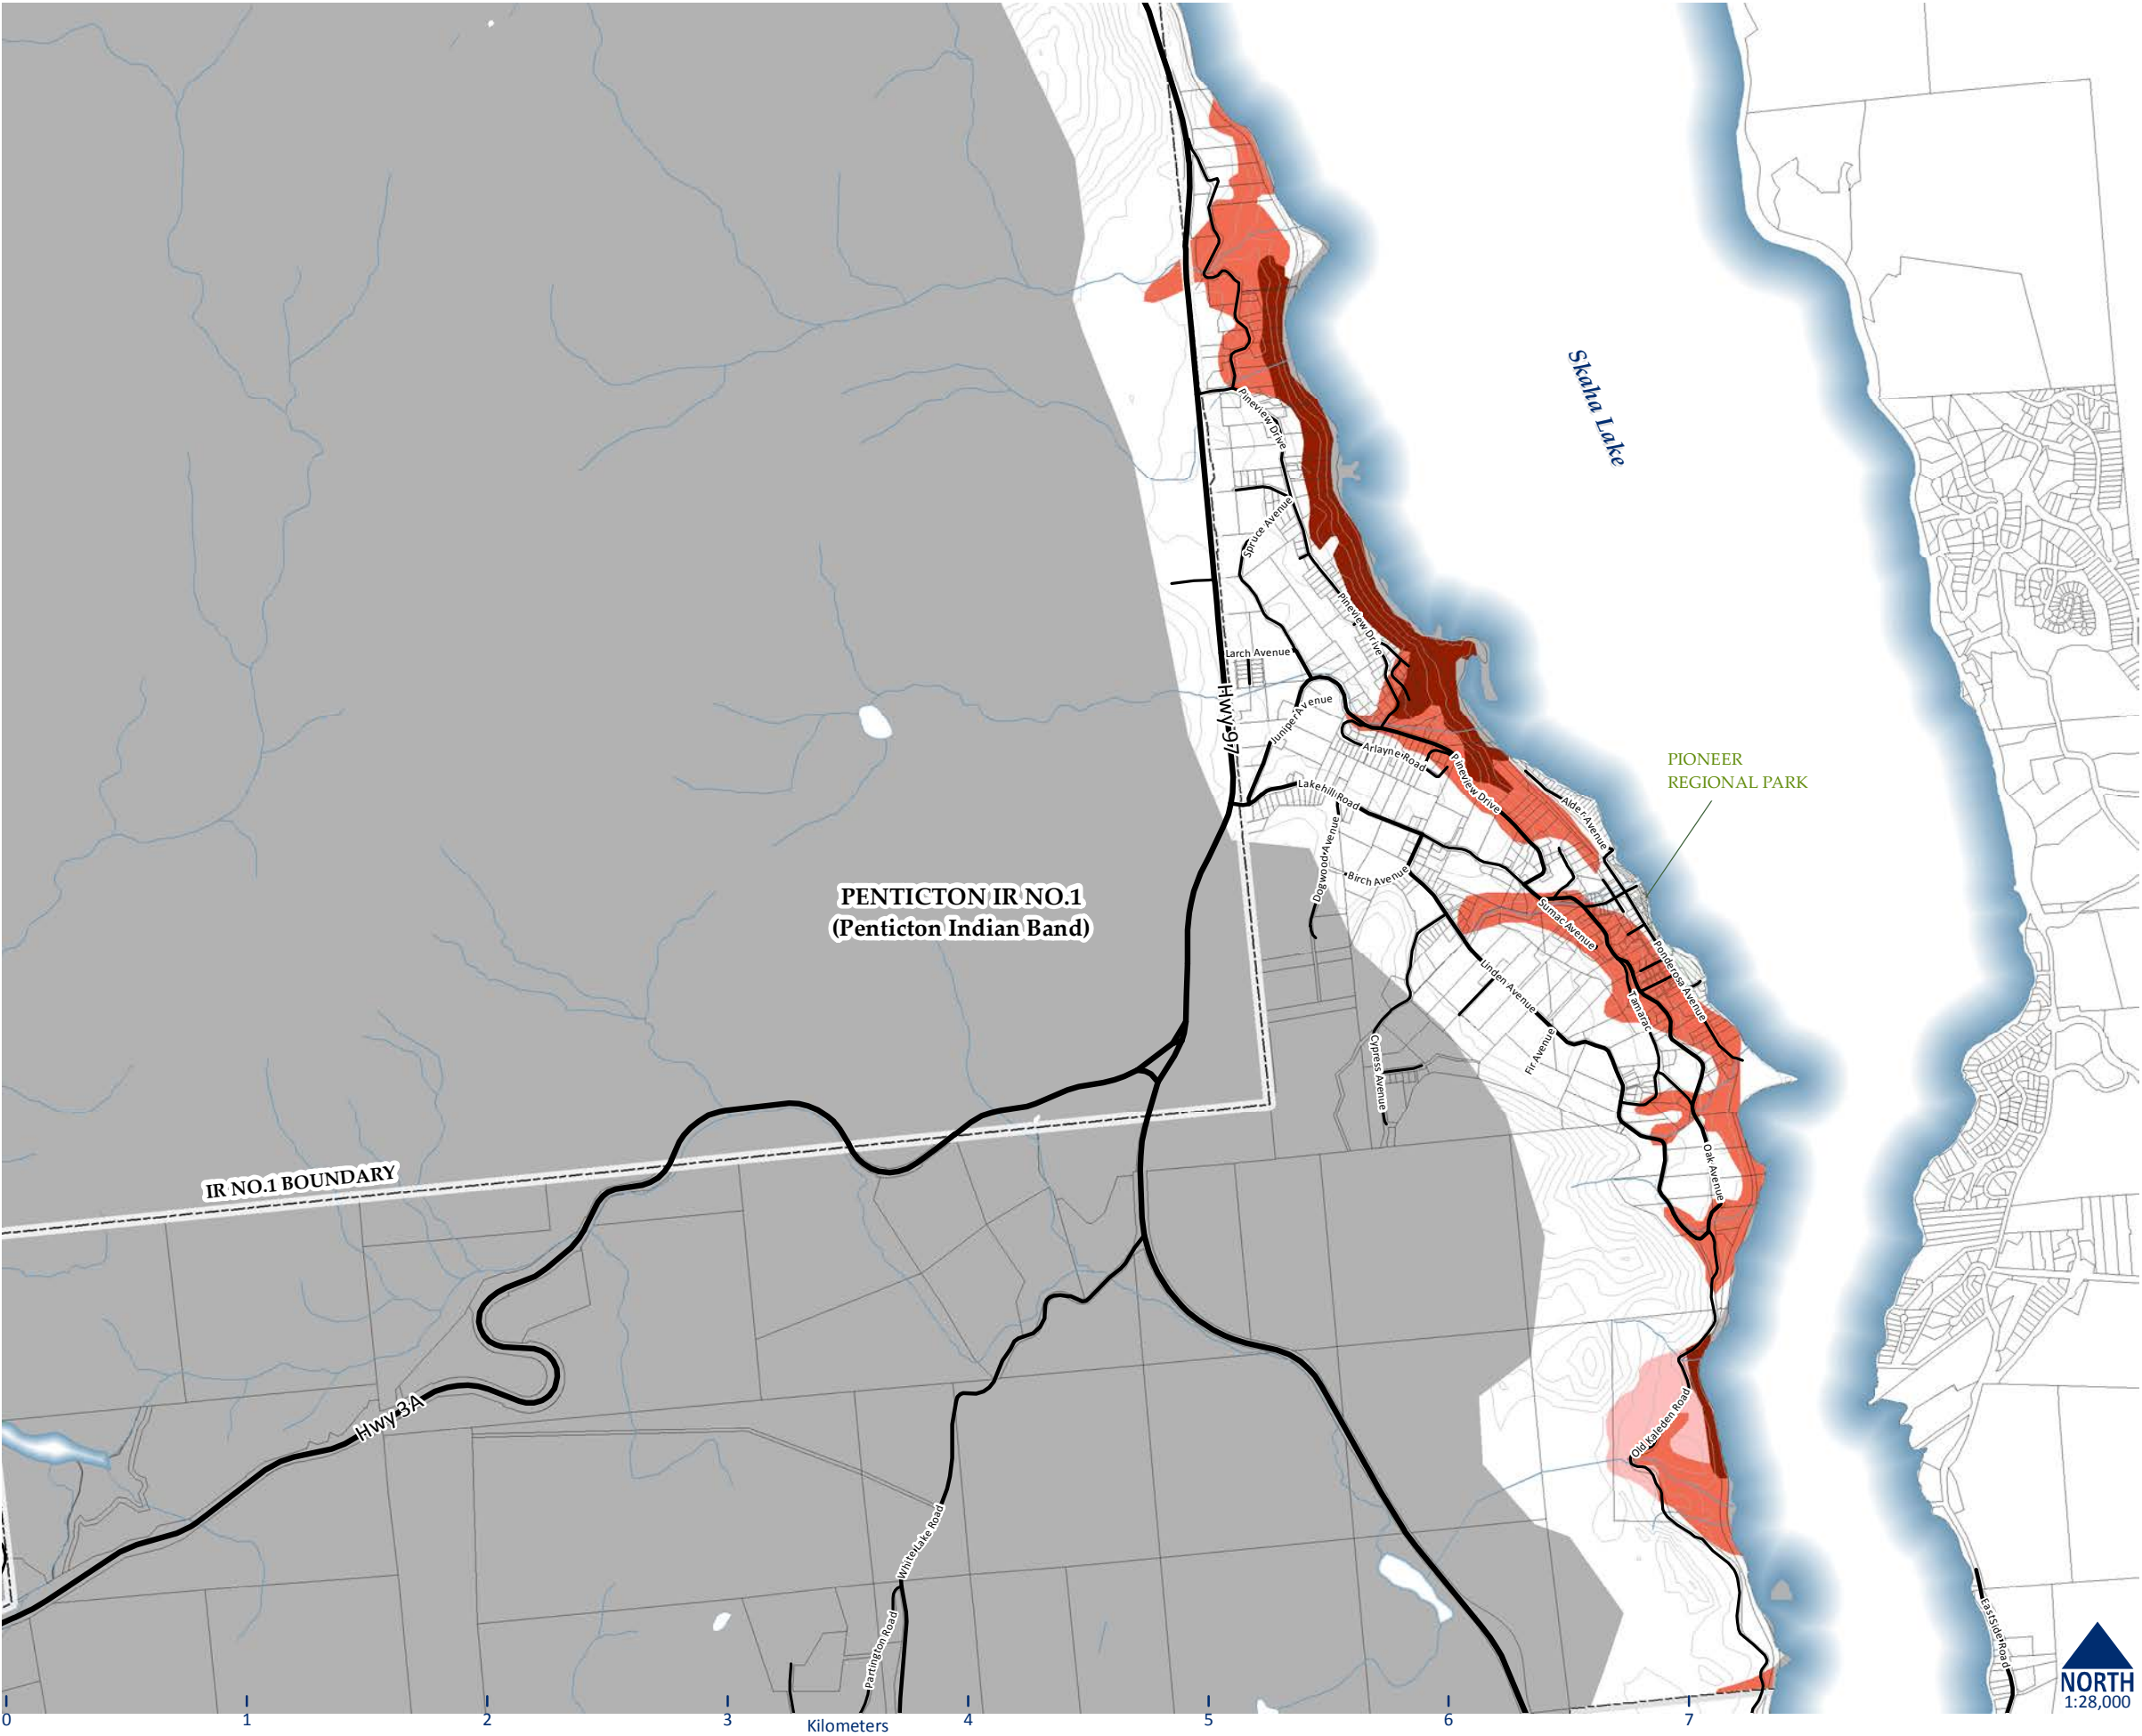 Skaha Lake
Pineview Drive
Spruce Avenue
Pineview Drive
Larch Avenue
Hwy 97
Juniper Avenue
Arlayne Road
Pineview Drive
PIONEER
REGIONAL PARK
Lakehill Road
Alder Avenue
Dogwood Avenue
Birch Avenue
PENTICTON IR NO.1
(Penticton Indian Band)
Sumac Avenue
Ponderosa Avenue
Linden Avenue
Tamarac
Fir Avenue
Cypress Avenue
Oak Avenue
IR NO.1 BOUNDARY
Hwy 3A
Old Kaleden Road
White Lake Road
Partington Road
EastSide Road
NORTH
1:28,000
0 1 2 3 4 5 6 7
Kilometers